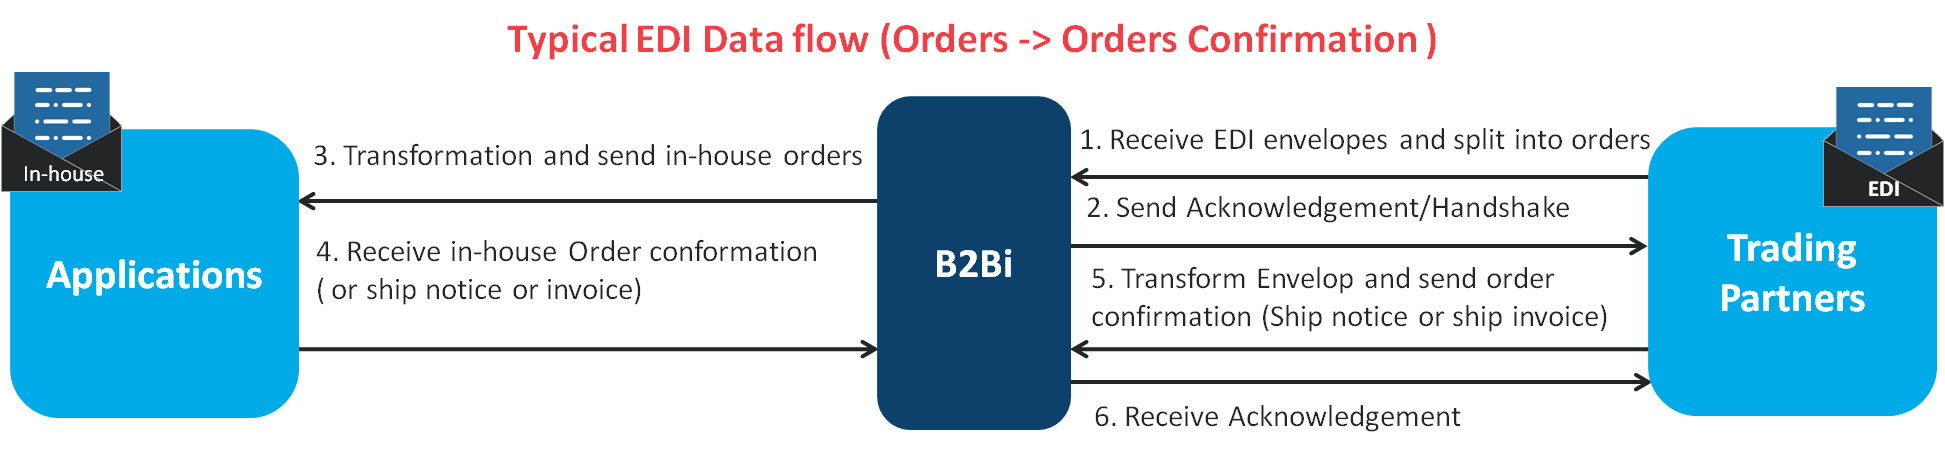 Typical EDI Data flow (Orders -> Orders Confirmation )
In-house
Applications
3. Transformation and send in-house orders
4. Receive in-house Order conformation
( or ship notice or invoice)
B2Bi
1. Receive EDI envelopes and split into orders
2. Send Acknowledgement/Handshake
5. Transform Envelop and send order
confirmation (Ship notice or ship invoice)
6. Receive Acknowledgement
EDI
Trading
Partners